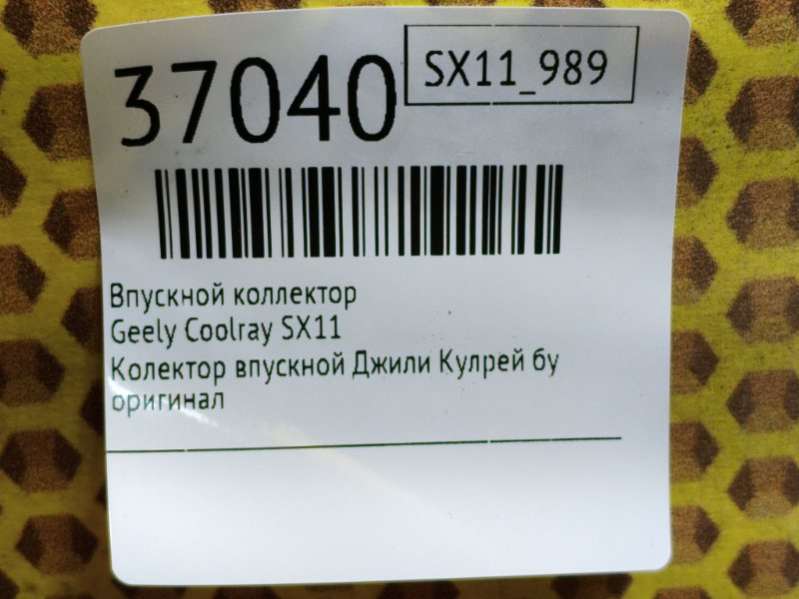 37040
SX11_989
Впускной коллектор
Geely Coolray SX11
Колектор впускной Джили Кулрей бу
оригинал